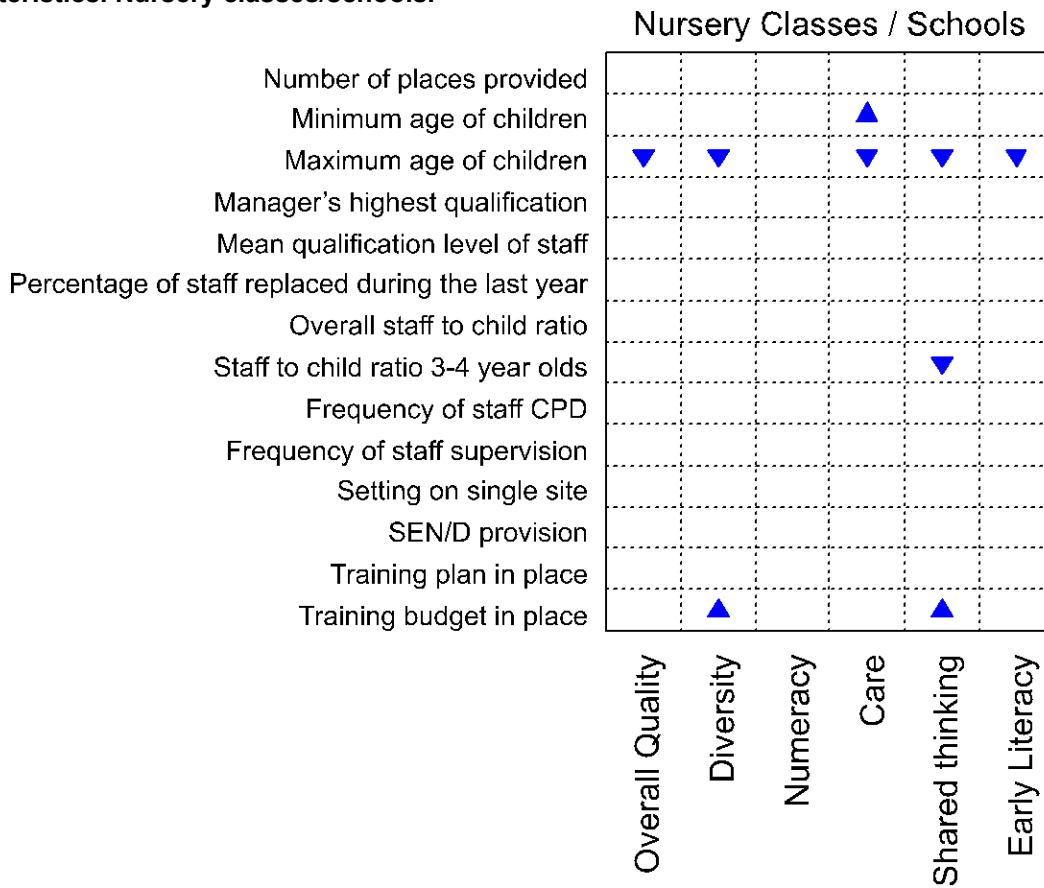 Nursery classes/schools.
Nursery Classes / Schools
Number of places provided
Minimum age of children
Maximum age of children
Manager's highest qualification
Mean qualification level of staff
Percentage of staff replaced during the last year
Overall staff to child ratio
Staff to child ratio 3-4 year olds
Frequency of staff CPD
Frequency of staff supervision
Setting on single site
SEN/D provision
Training plan in place
Training budget in place
Overall Quality
Diversity
Numeracy
Care
Shared thinking
Early Literacy